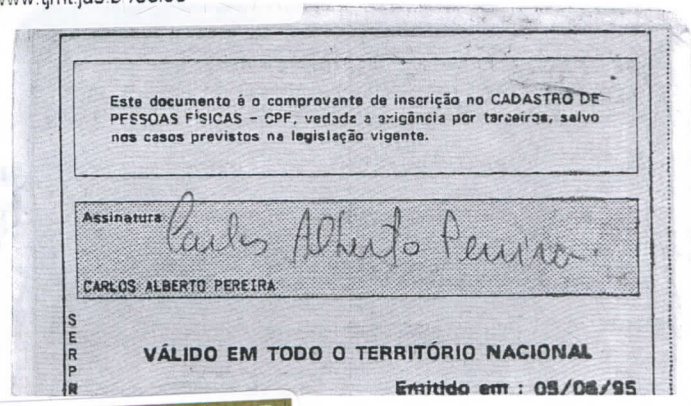 Este documento é o comprovante de inscrição no CADASTRO DE
PESSOAS FÍSICAS - CPF, vedada a exigência por terceiros, salvo
nos casos previstos na legislação vigente.
Assinatura
Carlos Alberto Pereira
CARLOS ALBERTO PEREIRA
SERPR
VÁLIDO EM TODO O TERRITÓRIO NACIONAL
Emitido em : 05/06/95